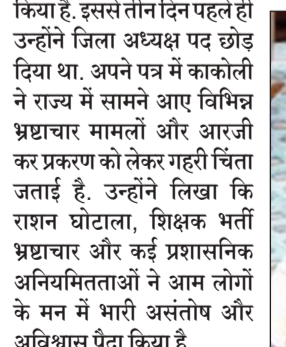 किया है. इससे तीन दिन पहले ही
उन्होंने जिला अध्यक्ष पद छोड़
दिया था. अपने पत्र में काकोली
ने राज्य में सामने आए विभिन्न
भ्रष्टाचार मामलों और आरजी
कर प्रकरण को लेकर गहरी चिंता
जताई है. उन्होंने लिखा कि
राशन घोटाला, शिक्षक भर्ती
भ्रष्टाचार और कई प्रशासनिक
अनियमितताओं ने आम लोगों
के मन में भारी असंतोष और
अविश्वास पैदा किया है